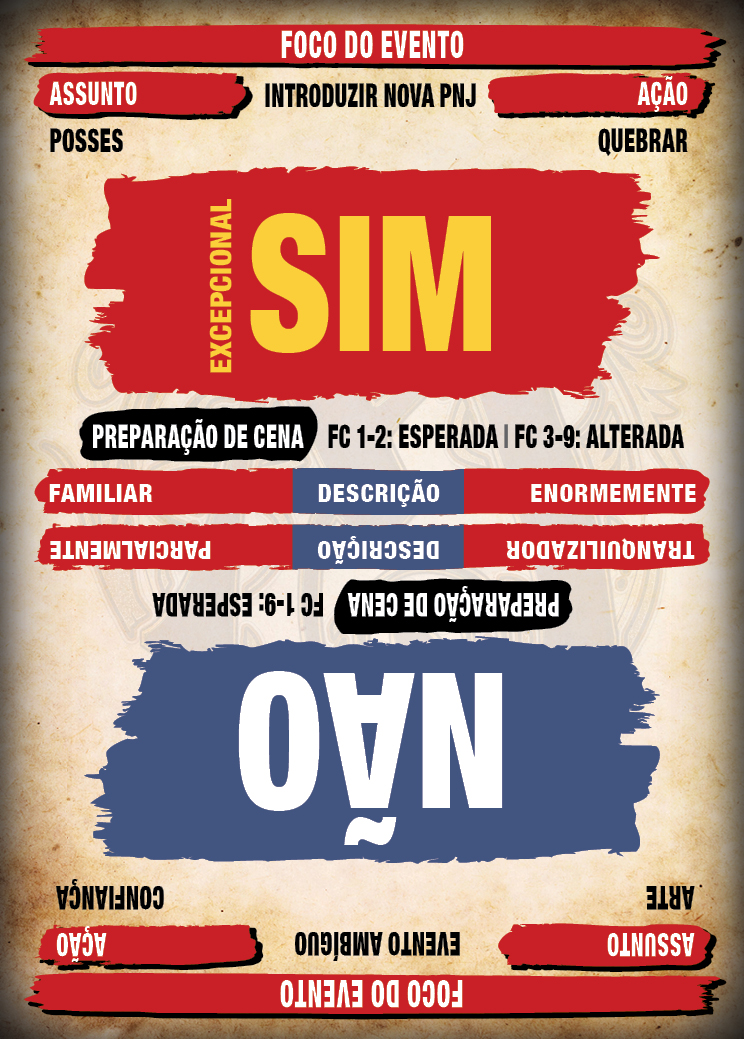 FOCO DO EVENTO
ASSUNTO INTRODUZIR NOVA PNJ AÇÃO
POSSES QUEBRAR
EXCEPCIONAL
SIM
PREPARAÇÃO DE CENA FC 1-2: ESPERADA | FC 3-9: ALTERADA
FAMILIAR DESCRIÇÃO ENORMEMENTE
TRANQUILIZADOR DESCRIÇÃO PARCIALMENTE
PREPARAÇÃO DE CENA FC 1-9: ESPERADA
NÃO
ARTE CONFIANÇA
ASSUNTO EVENTO AMBÍGUO AÇÃO
FOCO DO EVENTO